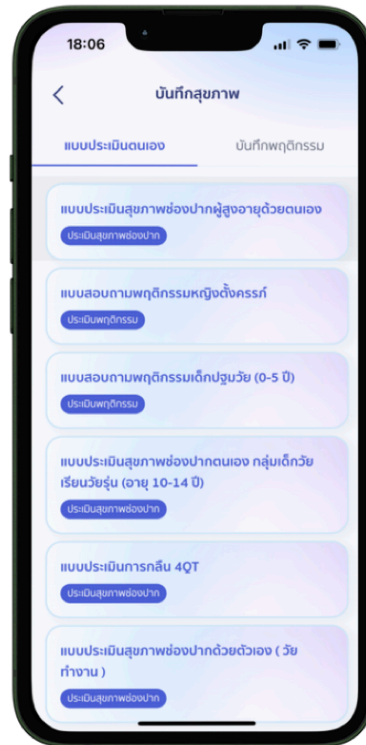 18:06
บันทึกสุขภาพ
แบบประเมินตนเอง
บันทึกพฤติกรรม
แบบประเมินสุขภาพช่องปากผู้สูงอายุด้วยตนเอง
ประเมินสุขภาพช่องปาก
แบบสอบถามพฤติกรรมหญิงตั้งครรภ์
ประเมินพฤติกรรม
แบบสอบถามพฤติกรรมเด็กปฐมวัย (0-5 ปี)
ประเมินพฤติกรรม
แบบประเมินสุขภาพช่องปากตนเอง กลุ่มเด็กวัย
เรียนวัยรุ่น (อายุ 10-14 ปี)
ประเมินสุขภาพช่องปาก
แบบประเมินการกลืน 4QT
ประเมินสุขภาพช่องปาก
แบบประเมินสุขภาพช่องปากด้วยตัวเอง ( วัย
ทำงาน )
ประเมินสุขภาพช่องปาก